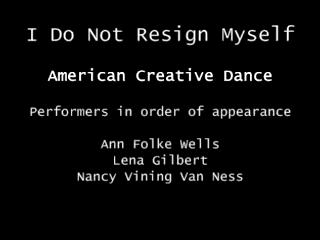 I Do Not Resign Myself
American Creative Dance
Performers in order of appearance
Ann Folke Wells
Lena Gilbert
Nancy Vining Van Ness